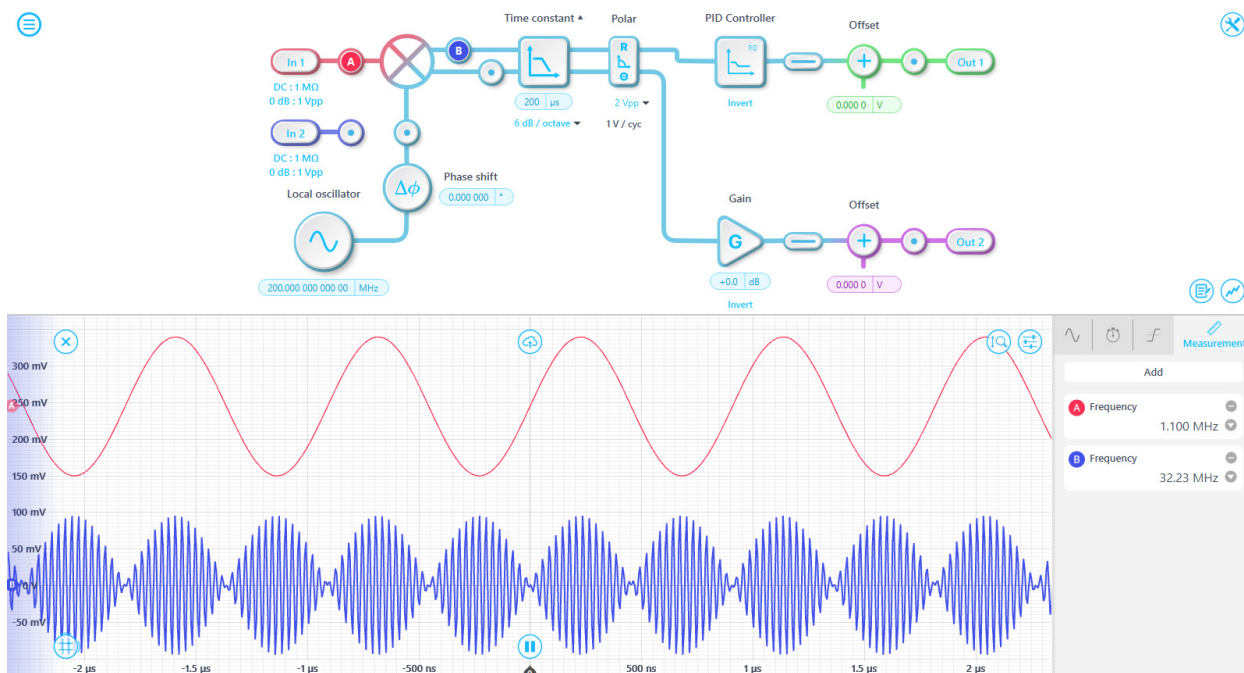 Time constant
Polar
PID Controller
Offset
In 1
A
B
R
Θ
Out 1
DC : 1 MΩ
0 dB : 1 Vpp
200 µs
2 Vpp
Invert
0.000 0 V
6 dB / octave
1 V / cyc
In 2
DC : 1 MΩ
0 dB : 1 Vpp
Phase shift
Δϕ
0.000 000 °
Local oscillator
Gain
Offset
G
Out 2
+0.0 dB
0.000 0 V
200.000 000 000 00 MHz
Invert
Measurement
300 mV
A
250 mV
200 mV
150 mV
100 mV
50 mV
B
0 V
-50 mV
-2 µs
-1.5 µs
-1 µs
-500 ns
500 ns
1 µs
1.5 µs
2 µs
Add
A Frequency
1.100 MHz
B Frequency
32.23 MHz